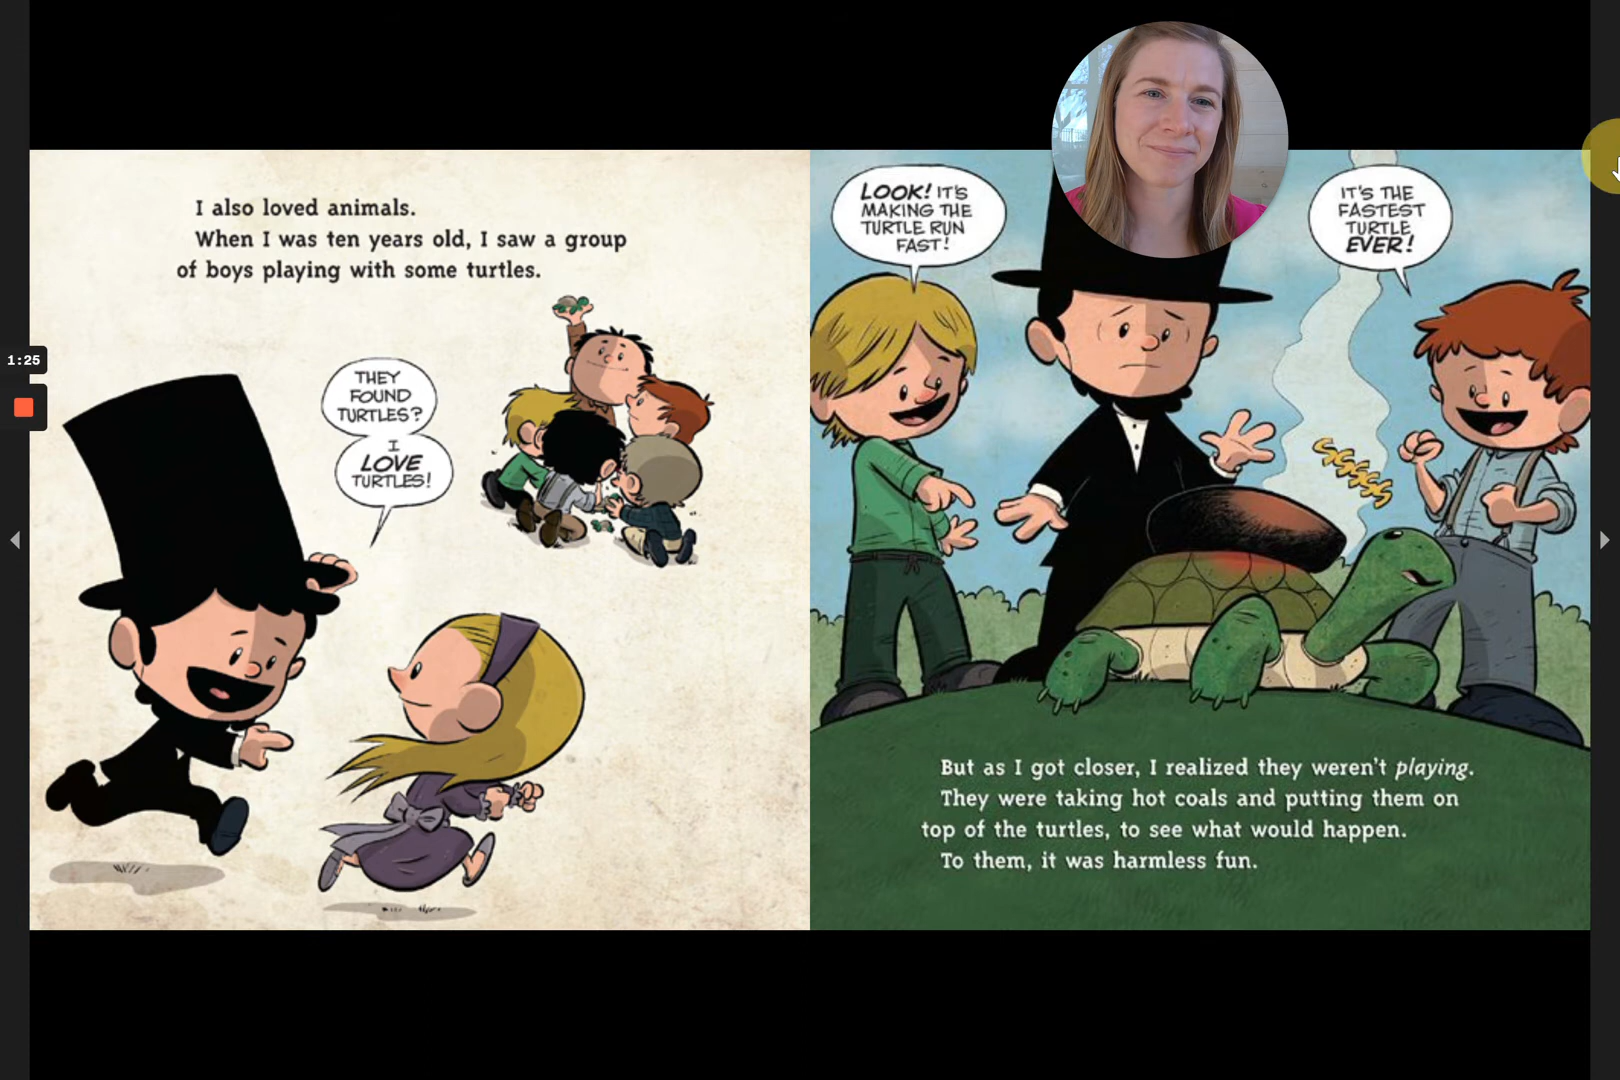 I also loved animals.
When I was ten years old, I saw a group
of boys playing with some turtles.
THEY
FOUND
TURTLES?
I
LOVE
TURTLES!
LOOK! IT'S
MAKING THE
TURTLE RUN
FAST!
IT'S THE
FASTEST
TURTLE
EVER!
SSSSSS
But as I got closer, I realized they weren't playing.
They were taking hot coals and putting them on
top of the turtles, to see what would happen.
To them, it was harmless fun.
1:25